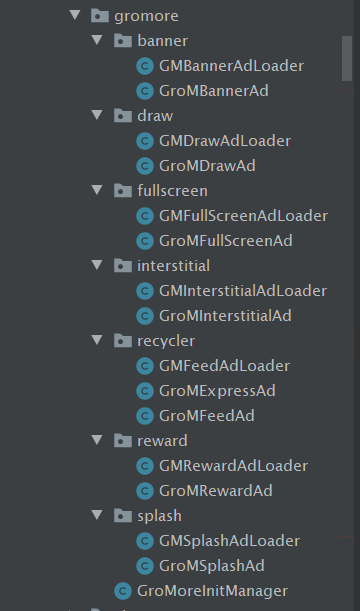 gromore
banner
GMBannerAdLoader
GroMBannerAd
draw
GMDrawAdLoader
GroMDrawAd
fullscreen
GMFullScreenAdLoader
GroMFullScreenAd
interstitial
GMInterstitialAdLoader
GroMInterstitialAd
recycler
GMFeedAdLoader
GroMExpressAd
GroMFeedAd
reward
GMRewardAdLoader
GroMRewardAd
splash
GMSplashAdLoader
GroMSplashAd
GroMoreInitManager